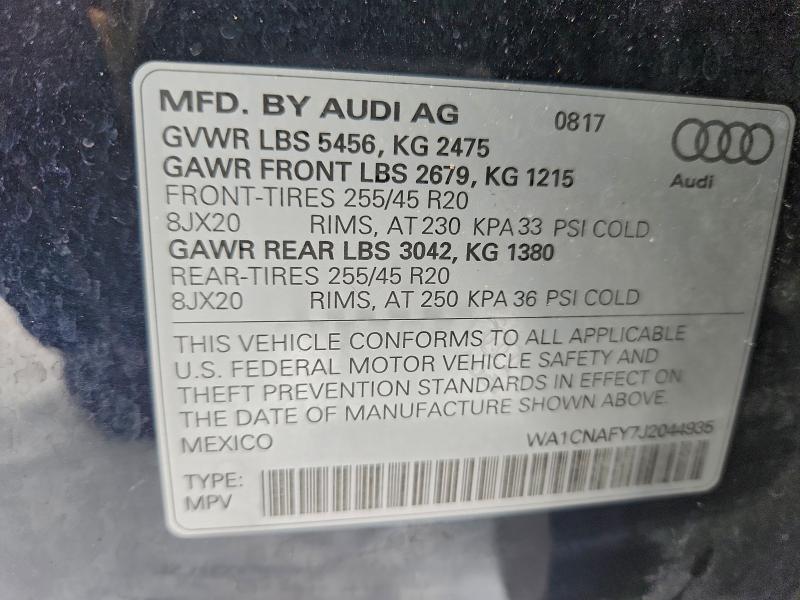 MFD. BY AUDI AG 0817
GVWR LBS 5456, KG 2475
GAWR FRONT LBS 2679, KG 1215
Audi
FRONT-TIRES 255/45 R20
8JX20 RIMS, AT 230 KPA 33 PSI COLD
GAWR REAR LBS 3042, KG 1380
REAR-TIRES 255/45 R20
8JX20 RIMS, AT 250 KPA 36 PSI COLD
THIS VEHICLE CONFORMS TO ALL APPLICABLE
U.S. FEDERAL MOTOR VEHICLE SAFETY AND
THEFT PREVENTION STANDARDS IN EFFECT ON
THE DATE OF MANUFACTURE SHOWN ABOVE.
MEXICO WA1CNAFY7J2044935
TYPE:
MPV